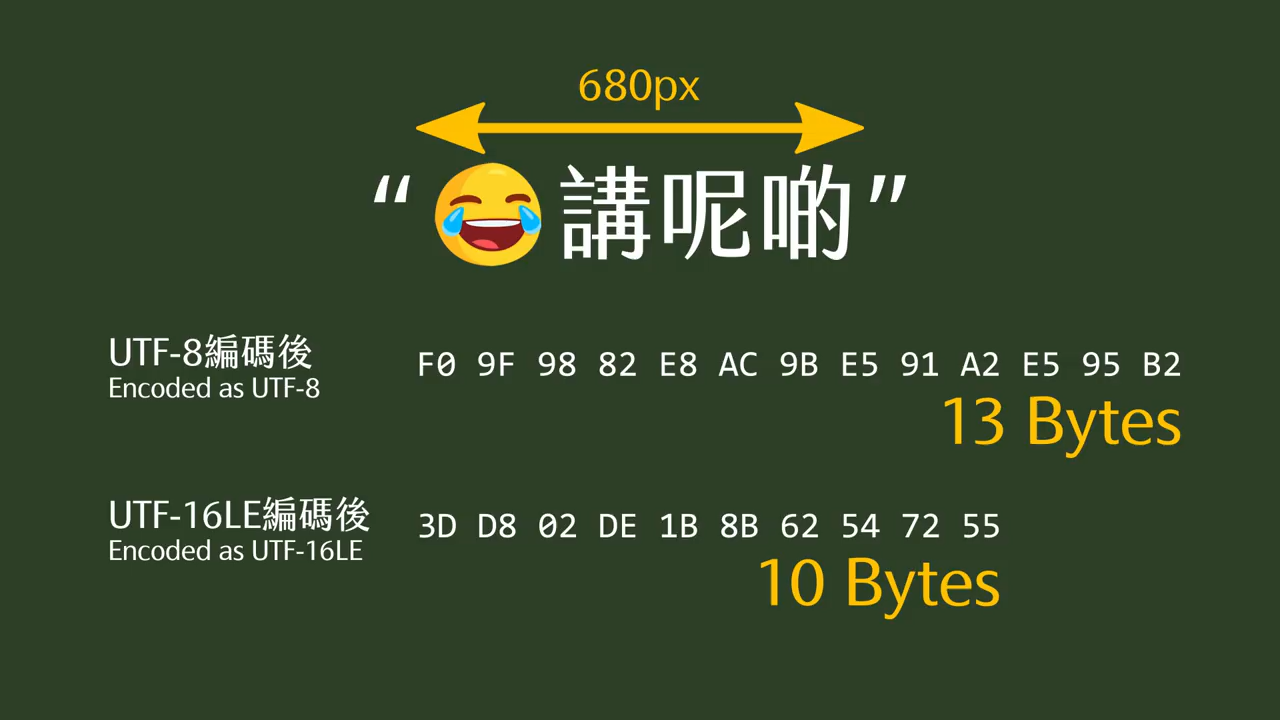 680px
“😂講呢啲”
UTF-8編碼後
Encoded as UTF-8
F0 9F 98 82 E8 AC 9B E5 91 A2 E5 95 B2
13 Bytes
UTF-16LE編碼後
Encoded as UTF-16LE
3D D8 02 DE 1B 8B 62 54 72 55
10 Bytes